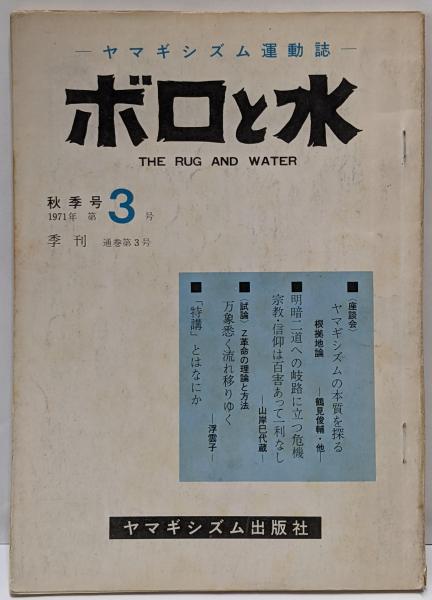 ―ヤマギシズム運動誌―
ボロと水
THE RUG AND WATER
秋季号
1971年 第3号
季刊 通巻第3号
■〈座談会〉
ヤマギシズムの本質を探る
根拠地論 ―鶴見俊輔・他―
■明暗二道への岐路に立つ危機
宗教・信仰は百害あって一利なし
―山岸巳代蔵―
■〈試論〉Z革命の理論と方法
万象悉く流れ移りゆく
―浮雲子―
■「特講」とはなにか
ヤマギシズム出版社